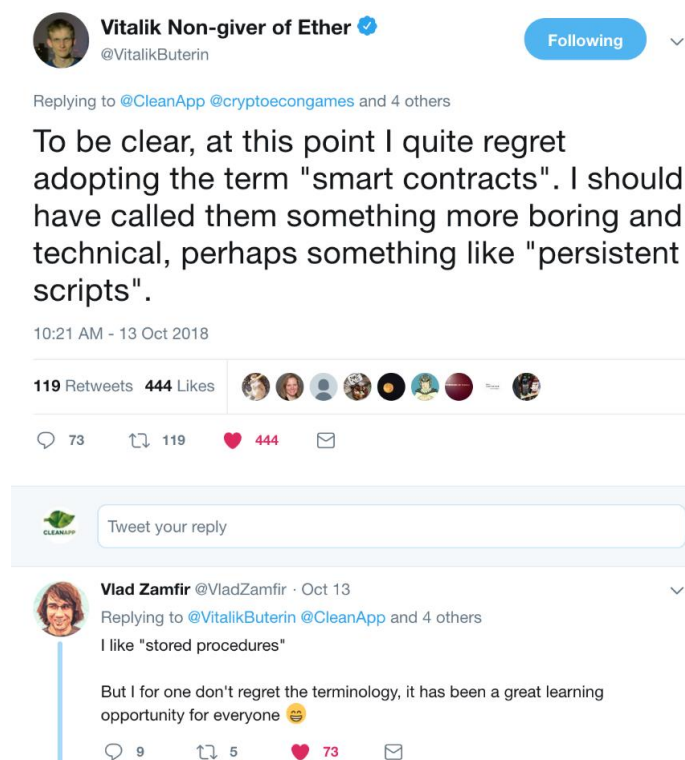 Vitalik Non-giver of Ether
@VitalikButerin
Following
Replying to @CleanApp @cryptoecongames and 4 others
To be clear, at this point I quite regret
adopting the term "smart contracts". I should
have called them something more boring and
technical, perhaps something like "persistent
scripts".
10:21 AM - 13 Oct 2018
119 Retweets 444 Likes
73 119 444
CLEANAPP
Tweet your reply
Vlad Zamfir @VladZamfir · Oct 13
Replying to @VitalikButerin @CleanApp and 4 others
I like "stored procedures"
But I for one don't regret the terminology, it has been a great learning
opportunity for everyone 😄
9 5 73